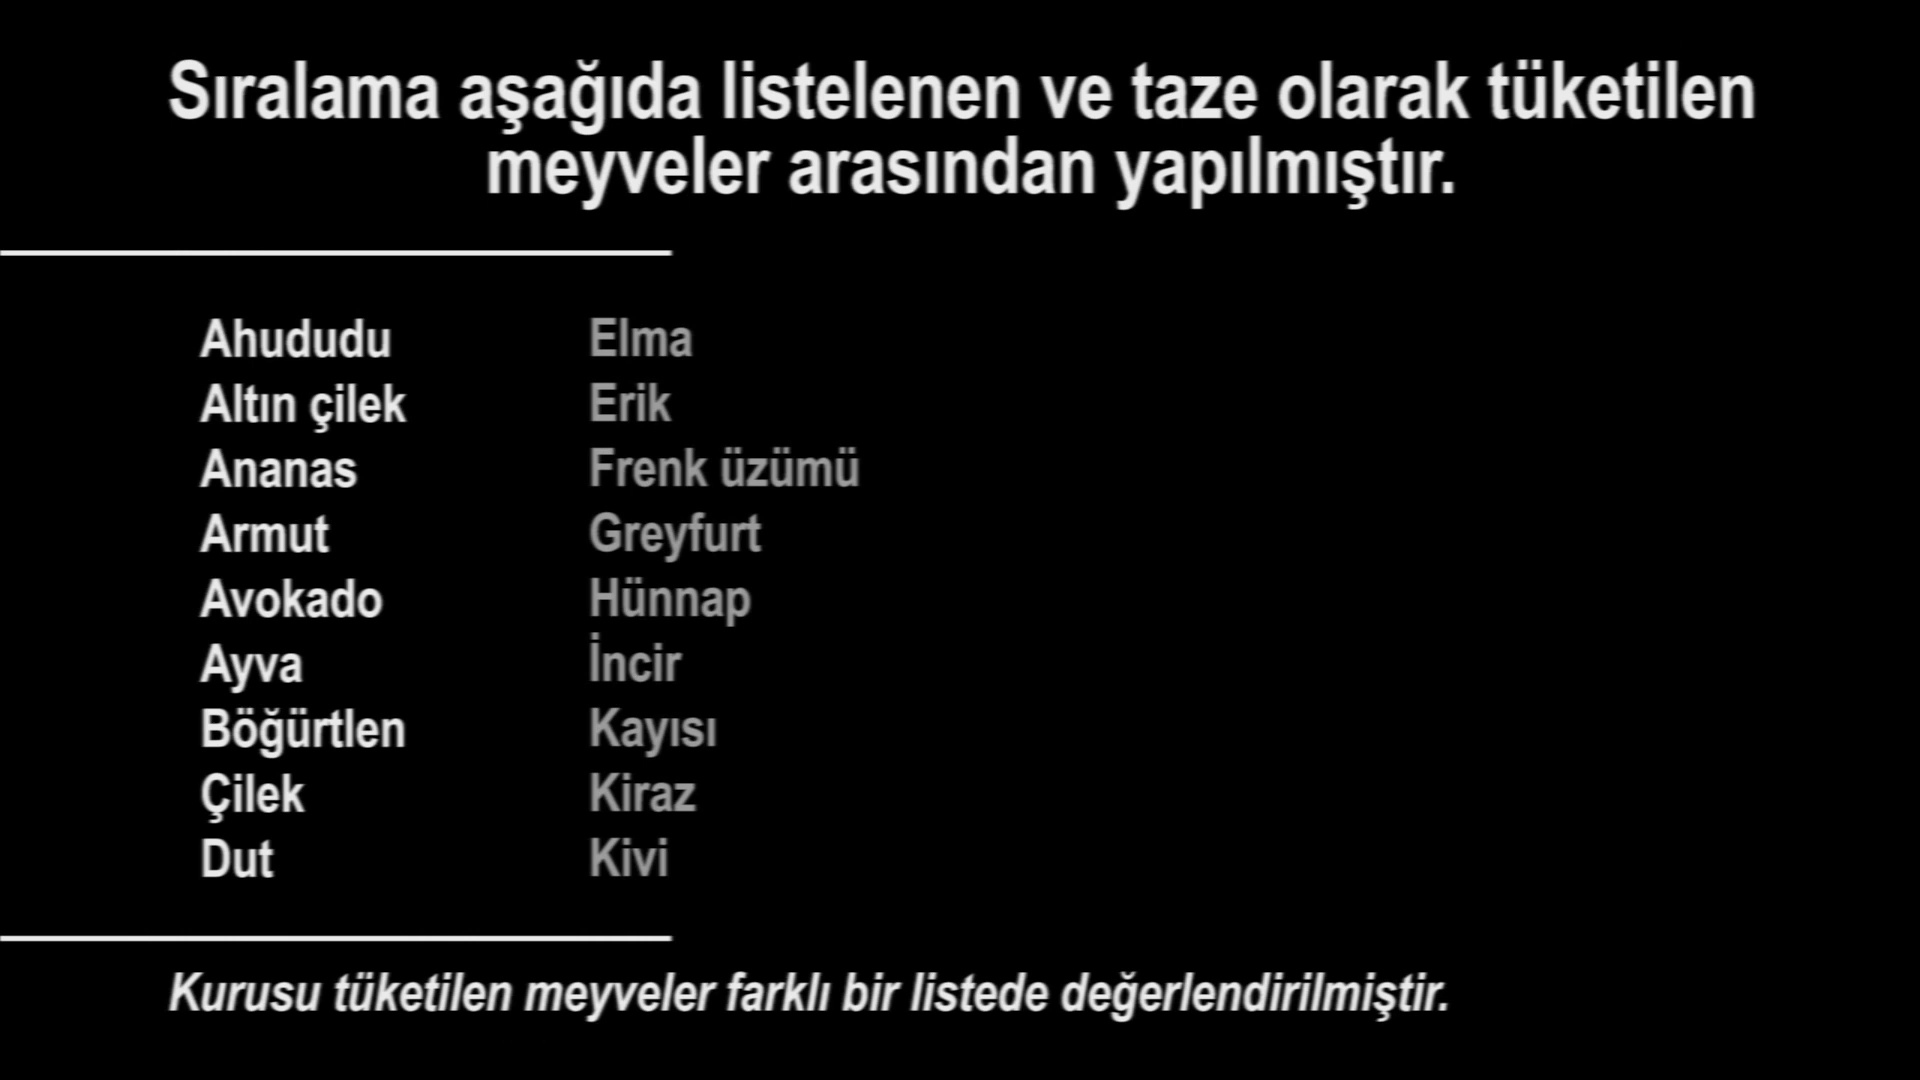 Sıralama aşağıda listelenen ve taze olarak tüketilen
meyveler arasından yapılmıştır.
Ahududu
Altın çilek
Ananas
Armut
Avokado
Ayva
Böğürtlen
Çilek
Dut
Elma
Erik
Frenk üzümü
Greyfurt
Hünnap
İncir
Kayısı
Kiraz
Kivi
Kurusu tüketilen meyveler farklı bir listede değerlendirilmiştir.